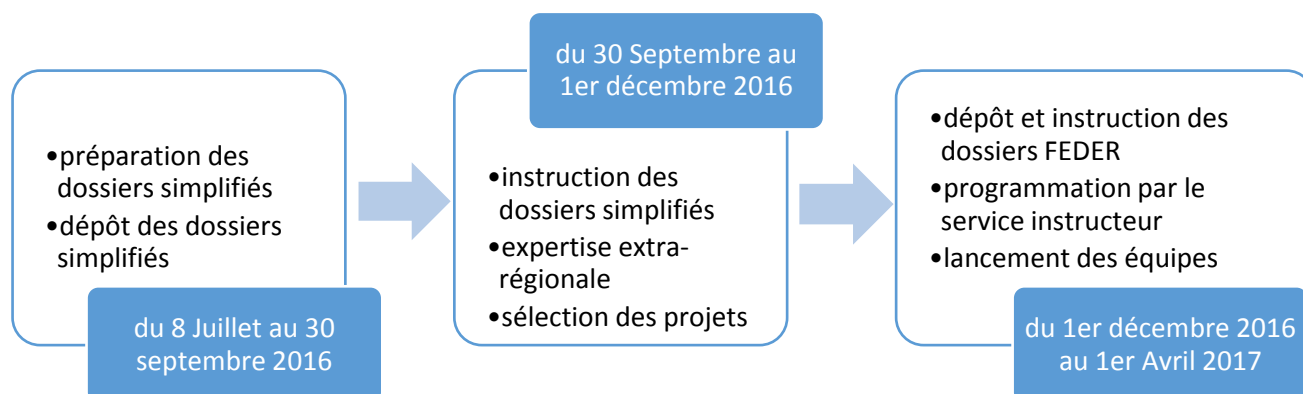 •préparation des
dossiers simplifiés
•dépôt des dossiers
simplifiés
du 8 Juillet au 30
septembre 2016
du 30 Septembre au
1er décembre 2016
•instruction des
dossiers simplifiés
•expertise extra-
régionale
•sélection des projets
•dépôt et instruction des
dossiers FEDER
•programmation par le
service instructeur
•lancement des équipes
du 1er décembre 2016
au 1er Avril 2017